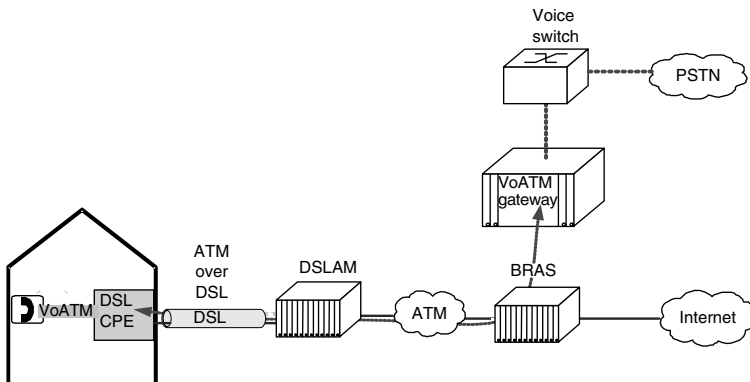 Voice
switch
PSTN
VoATM
gateway
ATM
over
DSL
DSLAM
BRAS
VoATM
DSL
CPE
DSL
ATM
Internet